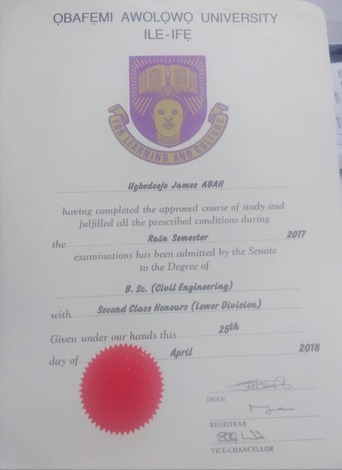 ỌBAFẸMI AWOLỌWỌ UNIVERSITY
ILE-IFẸ
FOR LEARNING AND CULTURE
Ugbedeojo James ABAH
having completed the approved course of study and
fulfilled all the prescribed conditions during
the Rain Semester 2017
examinations has been admitted by the Senate
to the Degree of
B. Sc. (Civil Engineering)
with Second Class Honours (Lower Division)
Given under our hands this 25th
day of April 2018
DEAN
REGISTRAR
VICE-CHANCELLOR